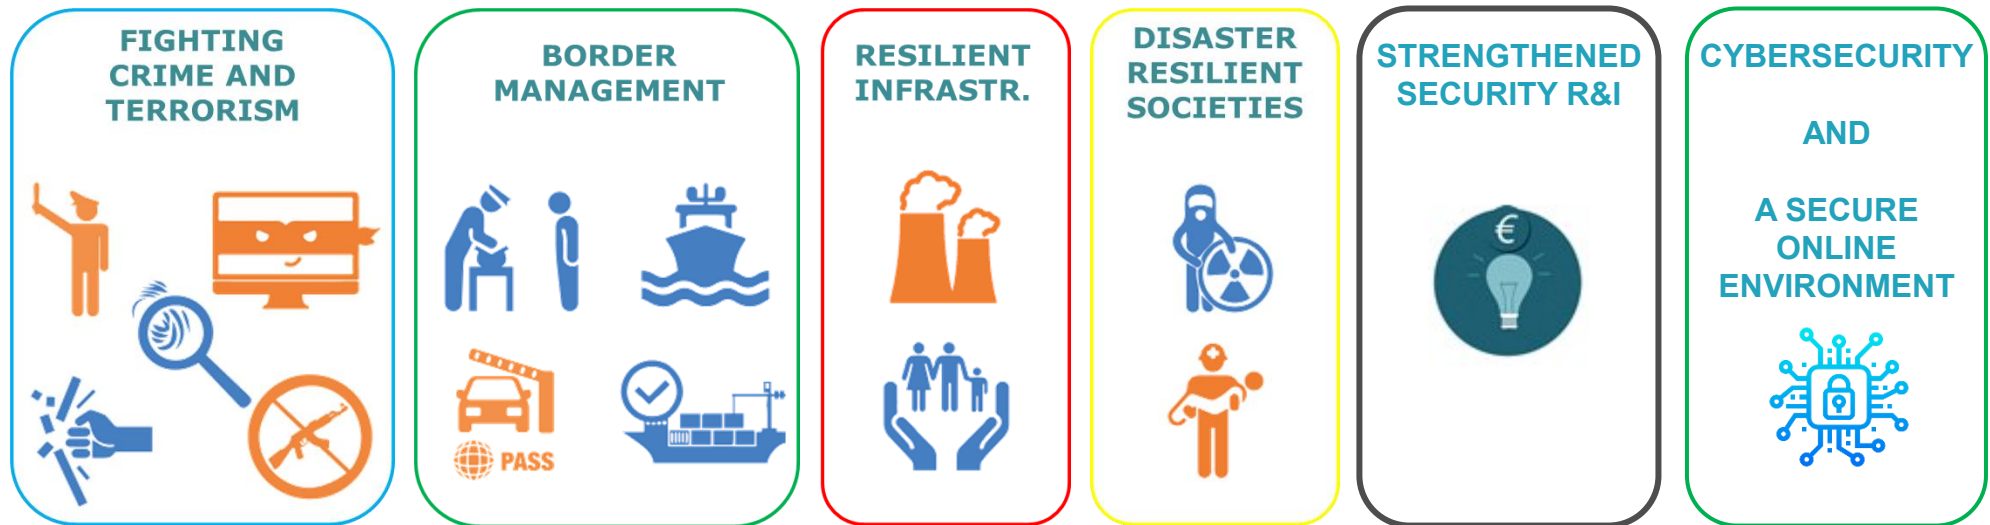 FIGHTING
CRIME AND
TERRORISM
BORDER
MANAGEMENT
PASS
RESILIENT
INFRASTR.
DISASTER
RESILIENT
SOCIETIES
STRENGTHENED
SECURITY R&I
€
CYBERSECURITY
AND
A SECURE
ONLINE
ENVIRONMENT